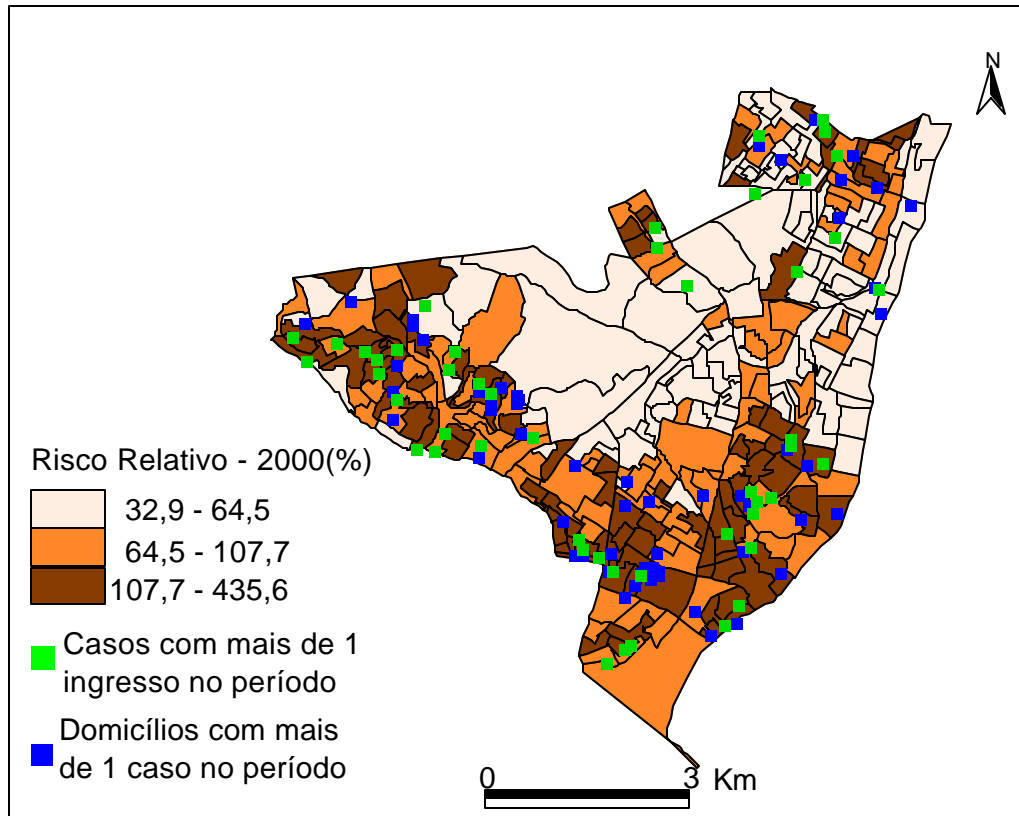 N
Risco Relativo - 2000(%)
32,9 - 64,5
64,5 - 107,7
107,7 - 435,6
Casos com mais de 1
ingresso no período
Domicílios com mais
de 1 caso no período
0 3 Km